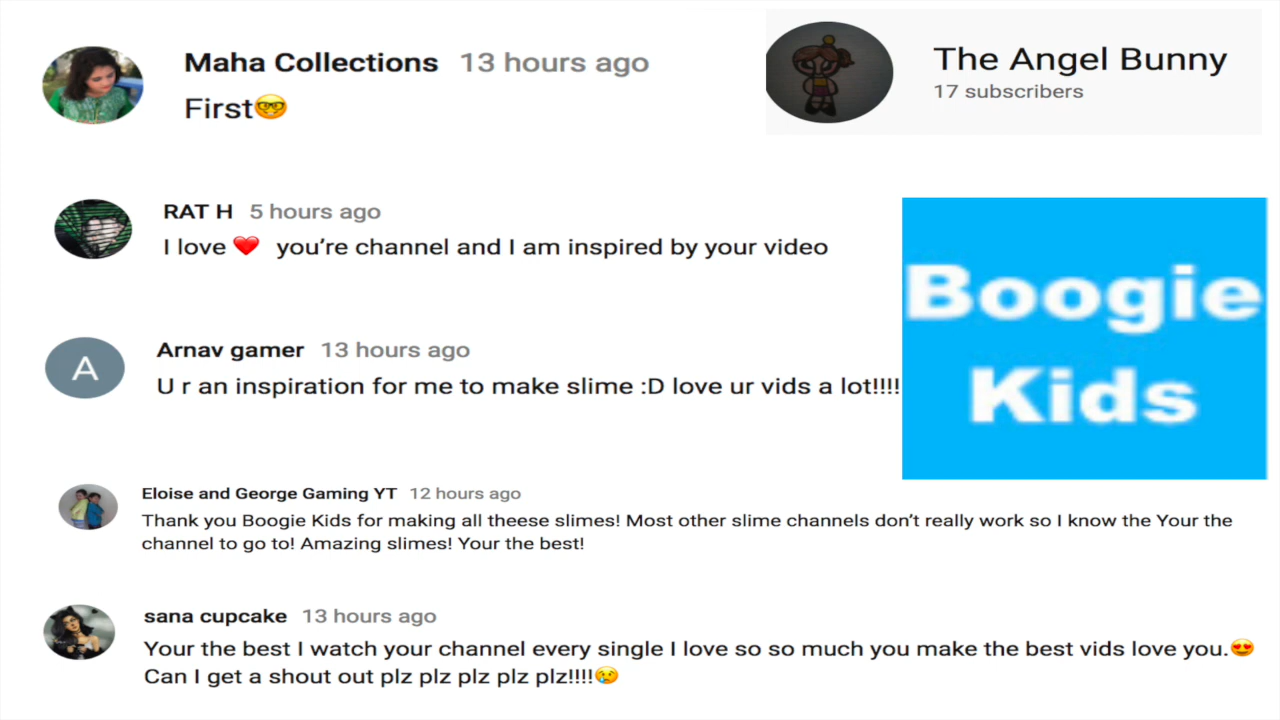 Maha Collections 13 hours ago
First🤓
The Angel Bunny
17 subscribers
RAT H 5 hours ago
I love ❤️ you’re channel and I am inspired by your video
Boogie
Kids
A
Arnav gamer 13 hours ago
U r an inspiration for me to make slime :D love ur vids a lot!!!!
Eloise and George Gaming YT 12 hours ago
Thank you Boogie Kids for making all theese slimes! Most other slime channels don’t really work so I know the Your the
channel to go to! Amazing slimes! Your the best!
sana cupcake 13 hours ago
Your the best I watch your channel every single I love so so much you make the best vids love you.😍
Can I get a shout out plz plz plz plz plz!!!!😢